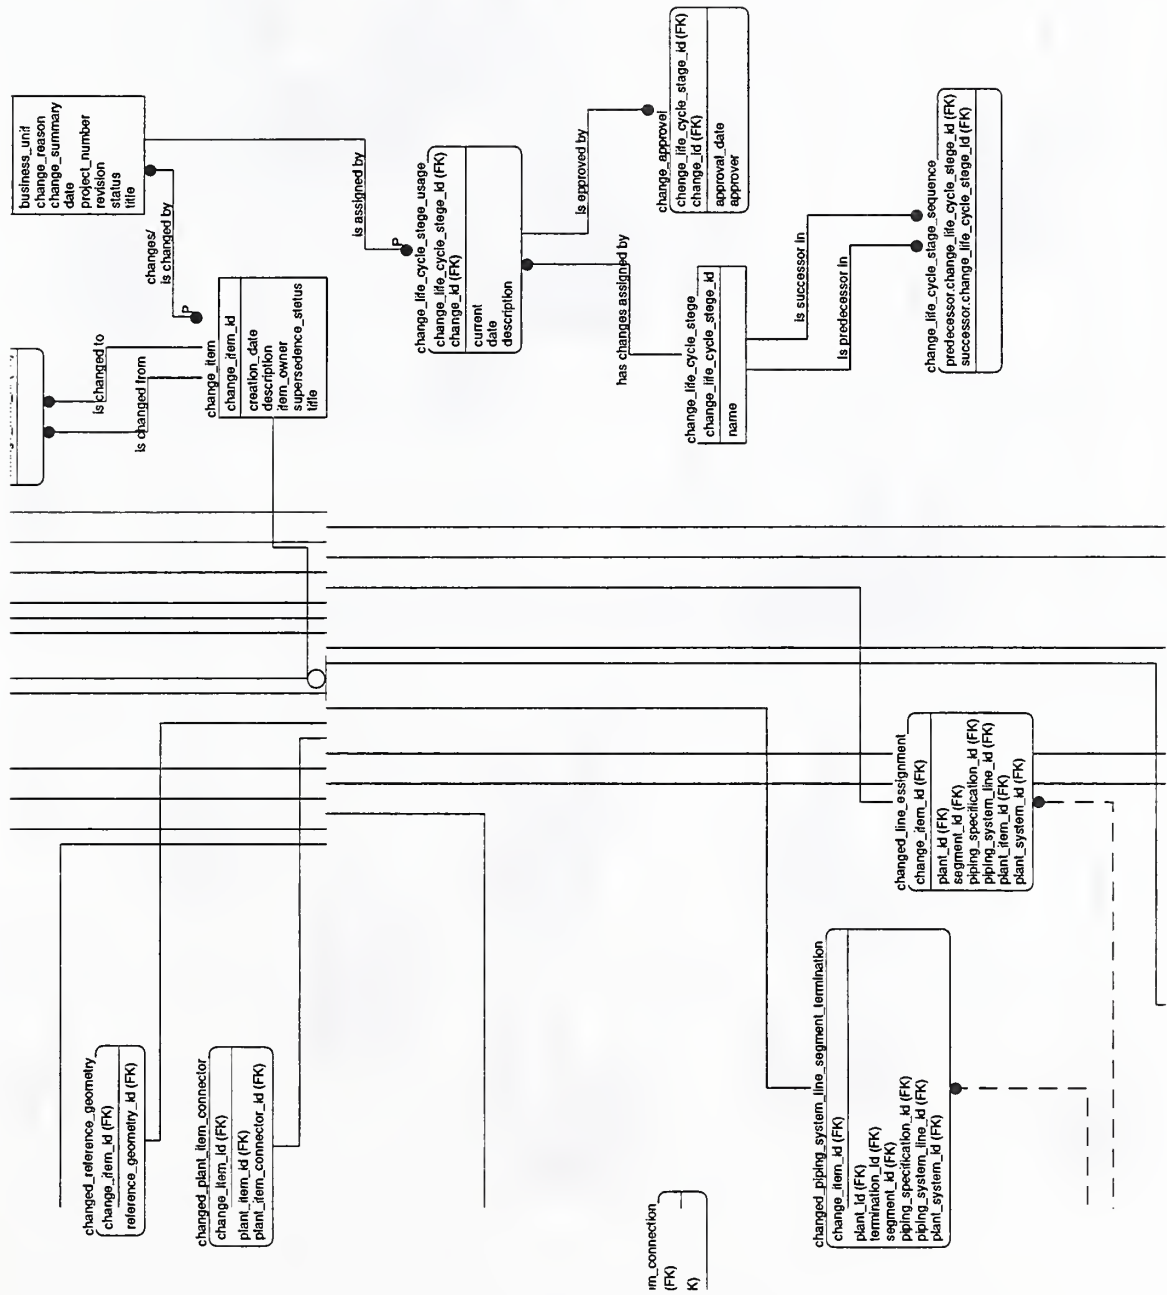 business_unit
change_reason
change_summary
date
project_number
revision
status
title
changes/
is changed by
P
is changed to
is changed from
change_item
change_item_id
creation_date
description
item_owner
supersedence_status
title
is assigned by
P
change_life_cycle_stage_usage
change_life_cycle_stage_id (FK)
change_id (FK)
current
date
description
is approved by
change_approval
change_life_cycle_stage_id (FK)
change_id (FK)
approval_date
approver
has changes assigned by
change_life_cycle_stage
change_life_cycle_stage_id
name
is successor in
is predecessor in
change_life_cycle_stage_sequence
predecessor.change_life_cycle_stage_id (FK)
successor.change_life_cycle_stage_id (FK)
changed_reference_geometry
change_item_id (FK)
reference_geometry_id (FK)
changed_plant_item_connector
change_item_id (FK)
plant_item_id (FK)
plant_item_connector_id (FK)
m_connection
(FK)
K)
changed_line_assignment
change_item_id (FK)
plant_id (FK)
segment_id (FK)
piping_specification_id (FK)
piping_system_line_id (FK)
plant_item_id (FK)
plant_system_id (FK)
changed_piping_system_line_segment_termination
change_item_id (FK)
plant_id (FK)
termination_id (FK)
segment_id (FK)
piping_specification_id (FK)
piping_system_line_id (FK)
plant_system_id (FK)